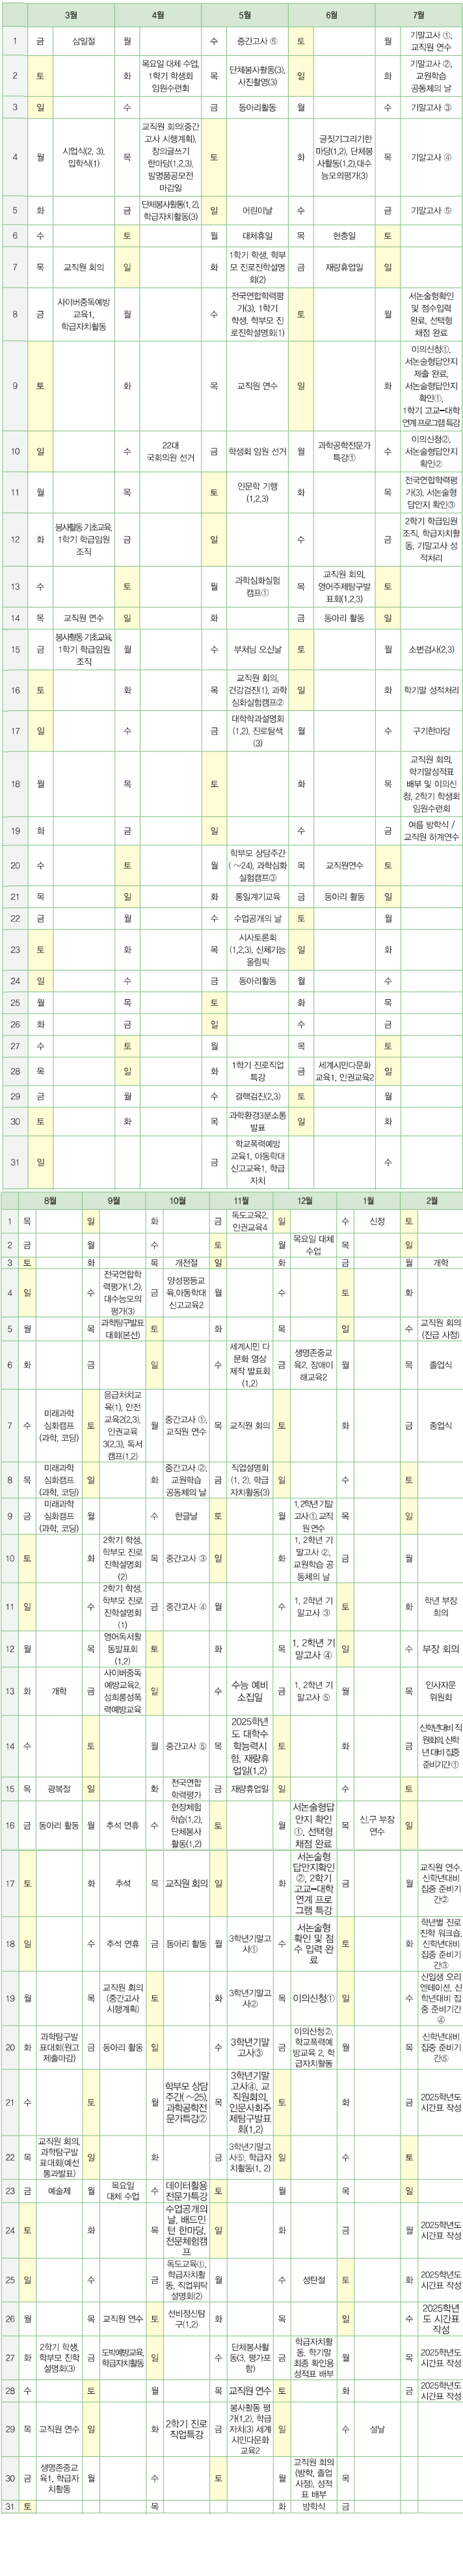 3월 4월 5월 6월 7월
1 금 삼일절 월 수 중간고사 ⑤ 토 월 기말고사 ①, 교직원 연수
2 토 화 목요일 대체 수업, 1학기 학생회 임원수련회 목 단체봉사활동(3), 사진촬영(3) 일 화 기말고사 ②, 교원학습 공동체의 날
3 일 수 금 동아리활동 월 수 기말고사 ③
4 월 시업식(2, 3), 입학식(1) 목 교직원 회의(중간고사 시행계획), 창의글쓰기 한마당(1,2,3), 발명품공모전 마감일 토 화 글짓기그리기한마당(1,2), 단체봉사활동(1,2),대수능모의평가(3) 목 기말고사 ④
5 화 금 단체봉사활동(1, 2), 학급자치활동(3) 일 어린이날 수 금 기말고사 ⑤
6 수 토 월 대체휴일 목 현충일 토
7 목 교직원 회의 일 화 1학기 학생, 학부모 진로진학설명회(2) 금 재량휴업일 일
8 금 사이버중독예방교육1, 학급자치활동 월 수 전국연합학력평가(3), 1학기 학생, 학부모 진로진학설명회(1) 토 월 서논술형확인 및 점수입력 완료, 선택형 채점 완료
9 토 화 목 교직원 연수 일 화 이의신청①, 서논술형답안지 제출 완료, 서논술형답안지 확인①, 1학기 고교-대학 연계 프로그램 특강
10 일 수 22대 국회의원 선거 금 학생회 임원 선거 월 과학공학전문가 특강① 수 이의신청②, 서논술형답안지 확인②
11 월 목 토 인문학 기행(1,2,3) 화 목 전국연합학력평가(3), 서논술형 답안지 확인③
12 화 봉사활동 기초교육, 1학기 학급임원 조직 금 일 수 금 2학기 학급임원 조직, 학급자치활동, 기말고사 성적처리
13 수 토 월 과학심화실험 캠프① 목 교직원 회의, 영어주제탐구발표회(1,2,3) 토
14 목 교직원 연수 일 화 금 동아리 활동 일
15 금 봉사활동 기초교육, 1학기 학급임원 조직 월 수 부처님 오신날 토 월 소변검사(2,3)
16 토 화 목 교직원 회의, 건강검진(1), 과학심화실험캠프② 일 화 학기말 성적처리
17 일 수 금 대학학과설명회(1,2), 진로탐색(3) 월 수 구기한마당
18 월 목 토 화 목 교직원 회의, 학기말성적표 배부 및 이의신청, 2학기 학생회 임원수련회
19 화 금 일 수 금 여름 방학식 / 교직원 하계연수
20 수 토 월 학부모 상담주간( ~24), 과학심화실험캠프③ 목 교직원연수 토
21 목 일 화 통일계기교육 금 동아리 활동 일
22 금 월 수 수업공개의 날 토 월
23 토 화 목 시사토론회(1,2,3), 신체기능 올림픽 일 화
24 일 수 금 동아리활동 월 수
25 월 목 토 화 목
26 화 금 일 수 금
27 수 토 월 목 토
28 목 일 화 1학기 진로직업 특강 금 세계시민다문화교육1, 인권교육2 일
29 금 월 수 결핵검진(2,3) 토 월
30 토 화 목 과학환경3분소통 발표 일 화
31 일 금 학교폭력예방교육1, 아동학대신고교육1, 학급자치 수
8월 9월 10월 11월 12월 1월 2월
1 목 일 화 금 독도교육2, 인권교육4 일 수 신정 토
2 금 월 수 토 월 목요일 대체 수업 목 일
3 토 화 목 개천절 일 화 금 월 개학
4 일 수 전국연합학력평가(1,2), 대수능모의평가(3) 금 양성평등교육,아동학대신고교육2 월 수 토 화
5 월 목 과학탐구발표대회(본선) 토 화 목 일 수 교직원 회의(진급 사정)
6 화 금 일 수 세계시민 다문화 영상 제작 발표회(1,2) 금 생명존중교육2, 장애이해교육2 월 목 졸업식
7 수 미래과학 심화캠프(과학, 코딩) 토 응급처치교육(1), 안전교육2(2,3), 인권교육3(2,3), 독서캠프(1,2) 월 중간고사 ①, 교직원 연수 목 교직원 회의 토 화 금 종업식
8 목 미래과학 심화캠프(과학, 코딩) 일 화 중간고사 ②, 교원학습 공동체의 날 금 직업설명회(1, 2), 학급자치활동(3) 일 수 토
9 금 미래과학 심화캠프(과학, 코딩) 월 수 한글날 토 월 1, 2학년 기말고사①, 교직원 연수 목 일
10 토 화 2학기 학생, 학부모 진로진학설명회(2) 목 중간고사 ③ 일 화 1, 2학년 기말고사 ②, 교원학습 공동체의 날 금 월
11 일 수 2학기 학생, 학부모 진로진학설명회(1) 금 중간고사 ④ 월 수 1, 2학년 기말고사 ③ 토 화 학년 부장 회의
12 월 목 영어독서활동발표회(1,2) 토 화 목 1, 2학년 기말고사 ④ 일 수 부장 회의
13 화 개학 금 사이버중독예방교육2, 성희롱성폭력예방교육 일 수 수능 예비소집일 금 1, 2학년 기말고사 ⑤ 월 목 인사자문위원회
14 수 토 월 중간고사 ⑤ 목 2025학년도 대학수학능력시험, 재량휴업일(1,2) 토 화 금 신학년대비 직원회의, 신학년 대비 집중 준비기간 ①
15 목 광복절 일 화 전국연합 학력평가 금 재량휴업일 일 수 토
16 금 동아리 활동 월 추석 연휴 수 현장체험학습(1,2), 단체봉사활동(1,2) 토 월 서논술형답안지 확인①, 선택형 채점 완료 목 신,구 부장 연수 일
17 토 화 추석 목 교직원 회의 일 화 서논술형 답안지확인②, 2학기 고교-대학 연계 프로그램 특강 금 월 교직원 연수, 신학년대비 집중 준비기간②
18 일 수 추석 연휴 금 동아리 활동 월 3학년기말고사① 수 서논술형 확인 및 점수 입력 완료 토 화 학년별 진로진학 워크숍, 신학년대비 집중 준비기간③
19 월 목 교직원 회의(중간고사 시행계획) 토 화 3학년기말고사② 목 이의신청① 일 수 신입생 오리엔테이션, 신학년대비 집중 준비기간④
20 화 과학탐구발표대회(원고 제출마감) 금 동아리 활동 일 수 3학년기말고사③ 금 이의신청②, 학교폭력예방교육 2, 학급자치활동 월 목 신학년대비 집중 준비기간⑤
21 수 토 월 학부모 상담주간( ~25), 과학공학전문가특강② 목 3학년기말고사④, 교직원회의, 인문사회주제탐구발표회(1,2) 토 화 금 2025학년도 시간표 작성
22 목 교직원 회의, 과학탐구발표대회(예선통과발표) 일 화 금 3학년기말고사⑤, 학급자치활동(1, 2) 일 수 토
23 금 예술제 월 목요일 대체 수업 수 데이터활용 전문가특강 토 월 목 일
24 토 화 목 수업공개의 날, 배드민턴 한마당, 천문체험캠프 일 화 금 월 2025학년도 시간표 작성
25 일 수 금 독도교육①, 학급자치활동, 직업위탁설명회(2) 월 수 성탄절 토 화 2025학년도 시간표 작성
26 월 목 교직원 연수 토 선비정신탐구(1,2) 화 목 일 수 2025학년도 시간표 작성
27 화 2학기 학생, 학부모 진학설명회(3) 금 도박예방교육, 학급자치활동 일 수 단체봉사활동(3, 평가포함) 금 학급자치활동, 학기말 최종 확인용 성적표 배부 월 목 2025학년도 시간표 작성
28 수 토 월 목 교직원 연수 토 화 금 2025학년도 시간표 작성
29 목 교직원 연수 일 화 2학기 진로직업특강 금 봉사활동 평가(1,2), 학급자치(3) 세계시민다문화교육2 일 수 설날
30 금 생명존중교육1, 학급자치활동 월 수 토 월 교직원 회의(방학, 졸업사정), 성적표 배부 목
31 토 목 화 방학식 금